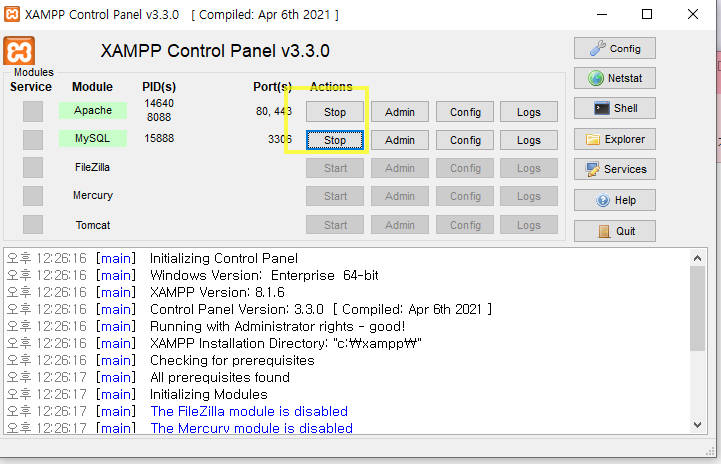 XAMPP Control Panel v3.3.0 [ Compiled: Apr 6th 2021 ]
XAMPP Control Panel v3.3.0
Config
Modules
Service Module PID(s) Port(s) Actions
Netstat
Apache 14640 8088 80, 443 Stop Admin Config Logs
Shell
MySQL 15888 3306 Stop Admin Config Logs
Explorer
FileZilla Start Admin Config Logs
Services
Mercury Start Admin Config Logs
Help
Tomcat Start Admin Config Logs
Quit
오후 12:26:16 [main] Initializing Control Panel
오후 12:26:16 [main] Windows Version: Enterprise 64-bit
오후 12:26:16 [main] XAMPP Version: 8.1.6
오후 12:26:16 [main] Control Panel Version: 3.3.0 [ Compiled: Apr 6th 2021 ]
오후 12:26:16 [main] Running with Administrator rights - good!
오후 12:26:16 [main] XAMPP Installation Directory: "c:₩xampp₩"
오후 12:26:16 [main] Checking for prerequisites
오후 12:26:17 [main] All prerequisites found
오후 12:26:17 [main] Initializing Modules
오후 12:26:17 [main] The FileZilla module is disabled
오후 12:26:17 [main] The Mercury module is disabled